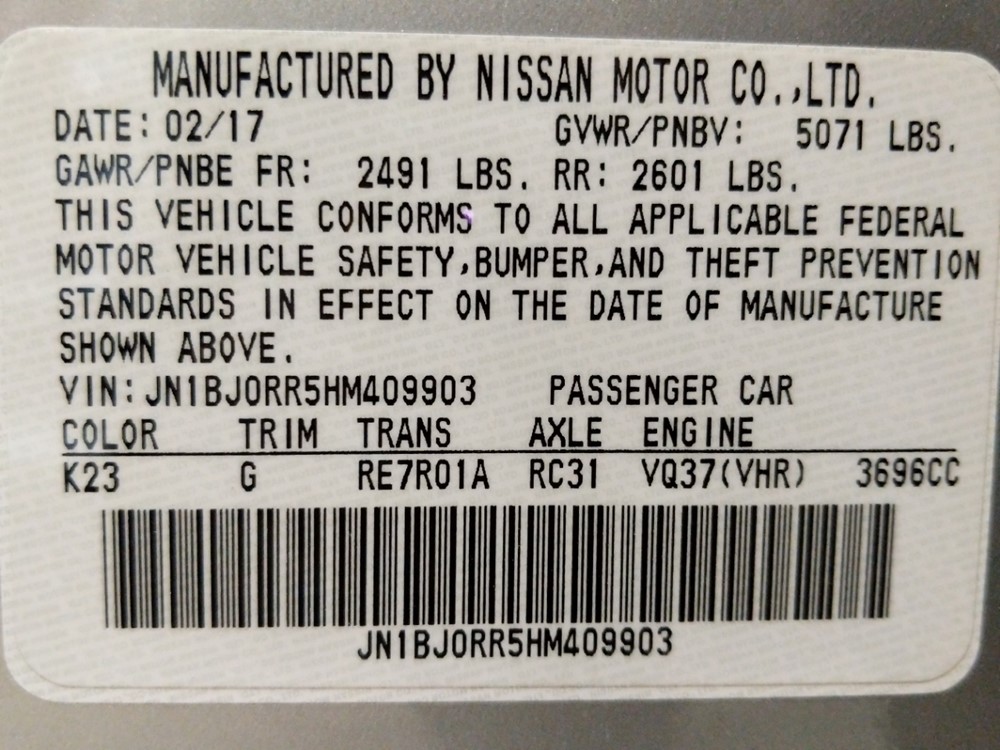 MANUFACTURED BY NISSAN MOTOR CO.,LTD.
DATE: 02/17 GVWR/PNBV: 5071 LBS.
GAWR/PNBE FR: 2491 LBS. RR: 2601 LBS.
THIS VEHICLE CONFORMS TO ALL APPLICABLE FEDERAL
MOTOR VEHICLE SAFETY,BUMPER,AND THEFT PREVENTION
STANDARDS IN EFFECT ON THE DATE OF MANUFACTURE
SHOWN ABOVE.
VIN:JN1BJ0RR5HM409903 PASSENGER CAR
COLOR TRIM TRANS AXLE ENGINE
K23 G RE7R01A RC31 VQ37(VHR) 3696CC
JN1BJ0RR5HM409903